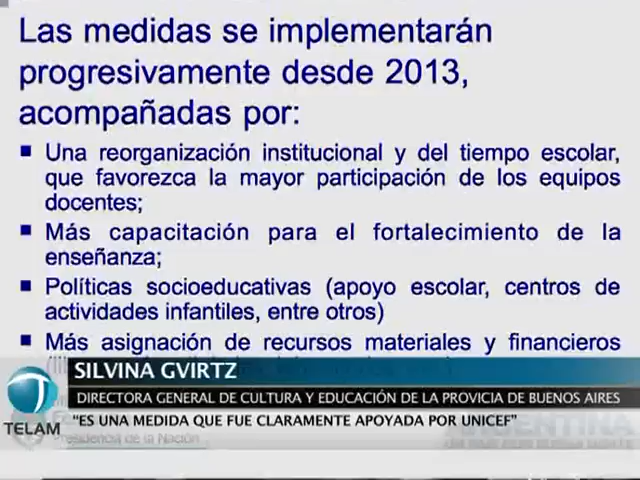 Las medidas se implementarán
progresivamente desde 2013,
acompañadas por:
Una reorganización institucional y del tiempo escolar,
que favorezca la mayor participación de los equipos
docentes;
Más capacitación para el fortalecimiento de la
enseñanza;
Políticas socioeducativas (apoyo escolar, centros de
actividades infantiles, entre otros)
Más asignación de recursos materiales y financieros
SILVINA GVIRTZ
DIRECTORA GENERAL DE CULTURA Y EDUCACIÓN DE LA PROVICIA DE BUENOS AIRES
"ES UNA MEDIDA QUE FUE CLARAMENTE APOYADA POR UNICEF"
TELAM
Presidencia de la Nación
ARGENTINA